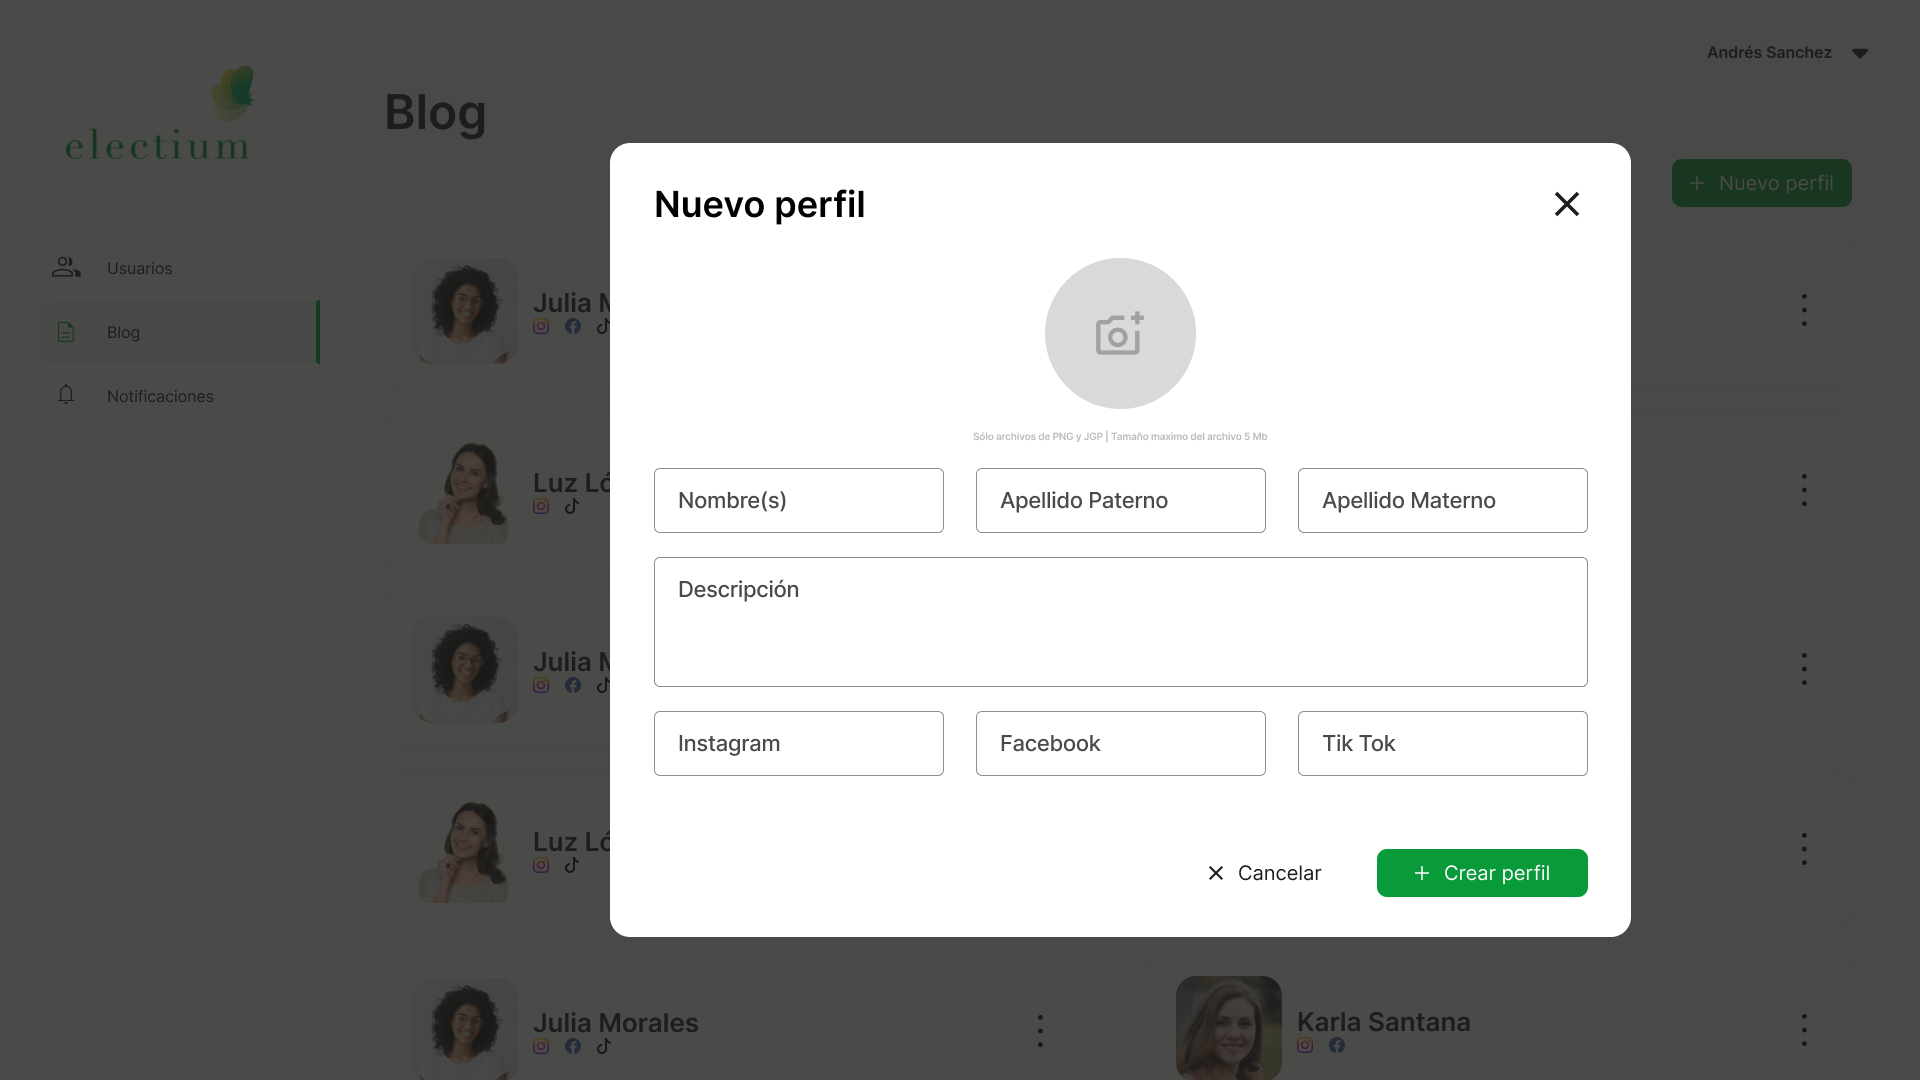 Andrés Sanchez
electium
Blog
+ Nuevo perfil
Usuarios
Blog
Notificaciones
Julia M
Luz Ló
Julia M
Luz Ló
Julia Morales
Karla Santana
Nuevo perfil
Sólo archivos de PNG y JGP | Tamaño maximo del archivo 5 Mb
Nombre(s) Apellido Paterno Apellido Materno
Descripción
Instagram Facebook Tik Tok
Cancelar + Crear perfil